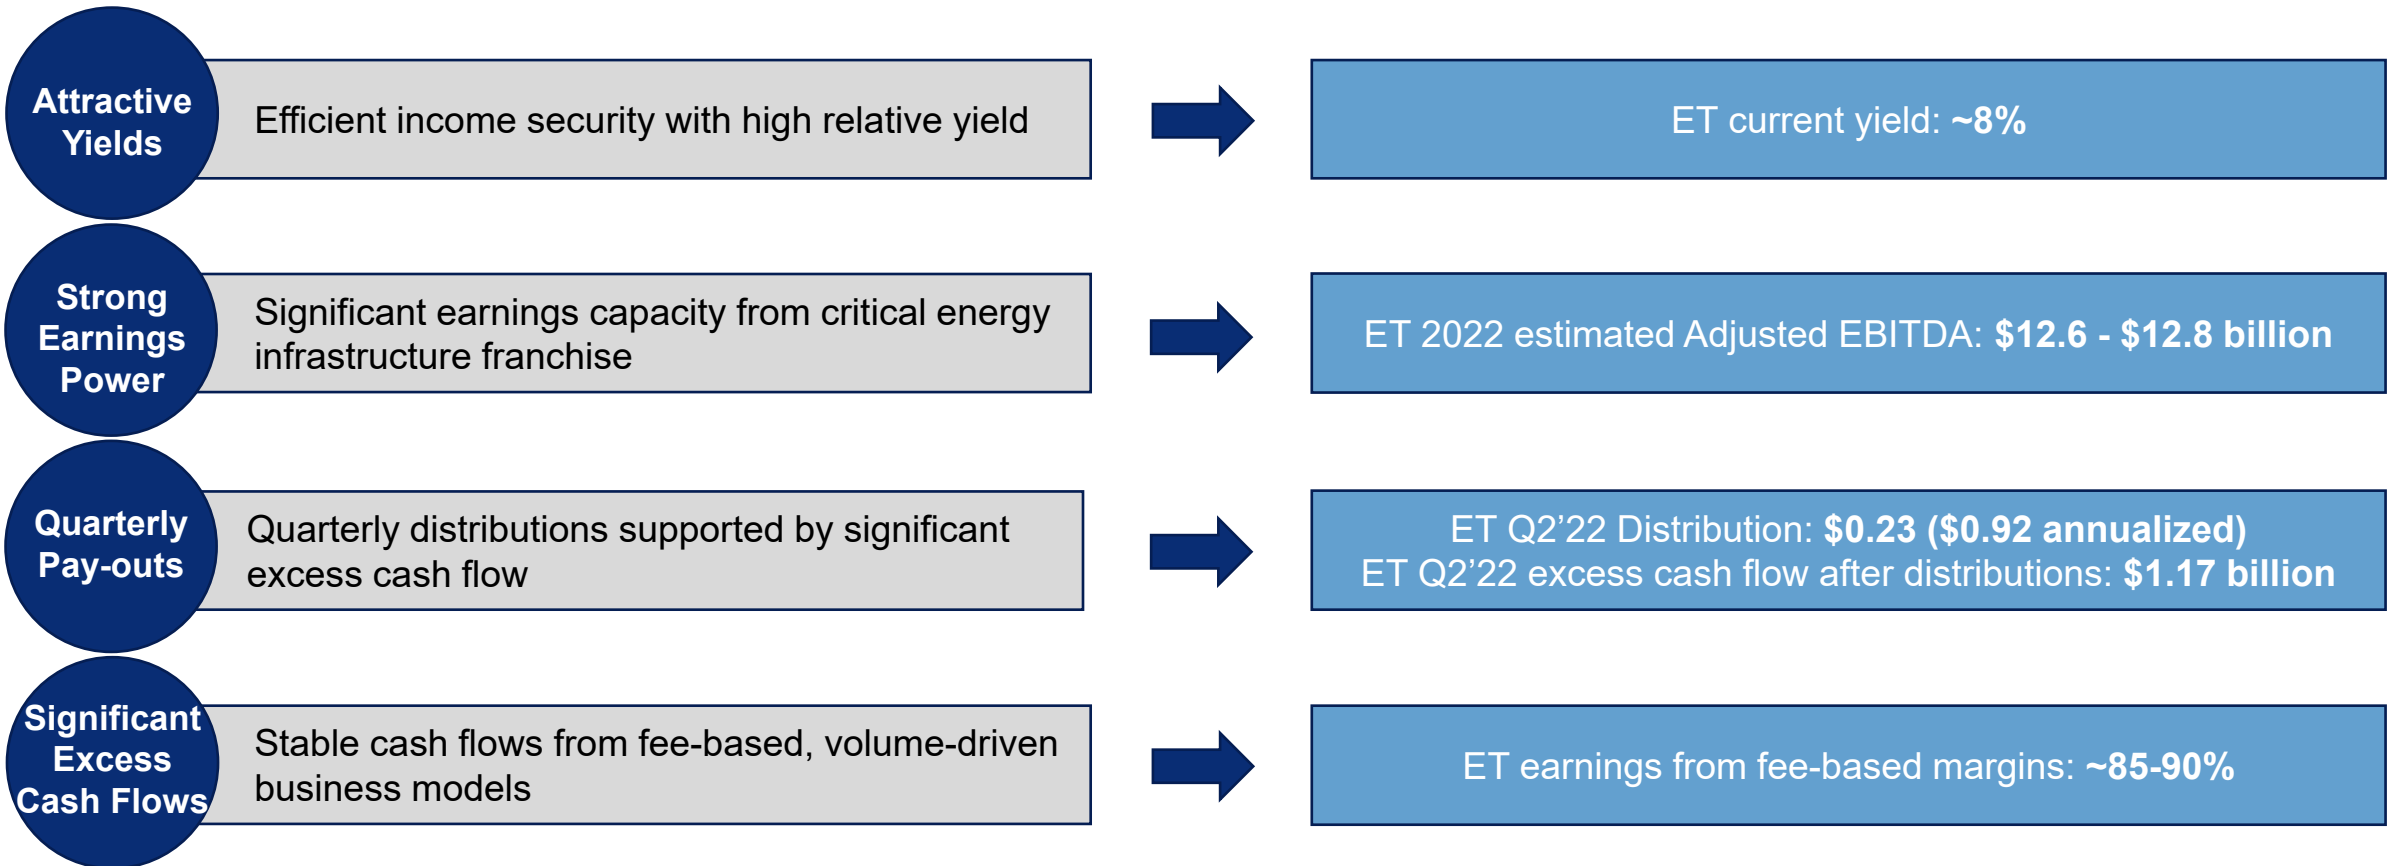 Attractive
Yields
Efficient income security with high relative yield
ET current yield: ~8%
Strong
Earnings
Power
Significant earnings capacity from critical energy
infrastructure franchise
ET 2022 estimated Adjusted EBITDA: $12.6 - $12.8 billion
Quarterly
Pay-outs
Quarterly distributions supported by significant
excess cash flow
ET Q2’22 Distribution: $0.23 ($0.92 annualized)
ET Q2’22 excess cash flow after distributions: $1.17 billion
Significant
Excess
Cash Flows
Stable cash flows from fee-based, volume-driven
business models
ET earnings from fee-based margins: ~85-90%